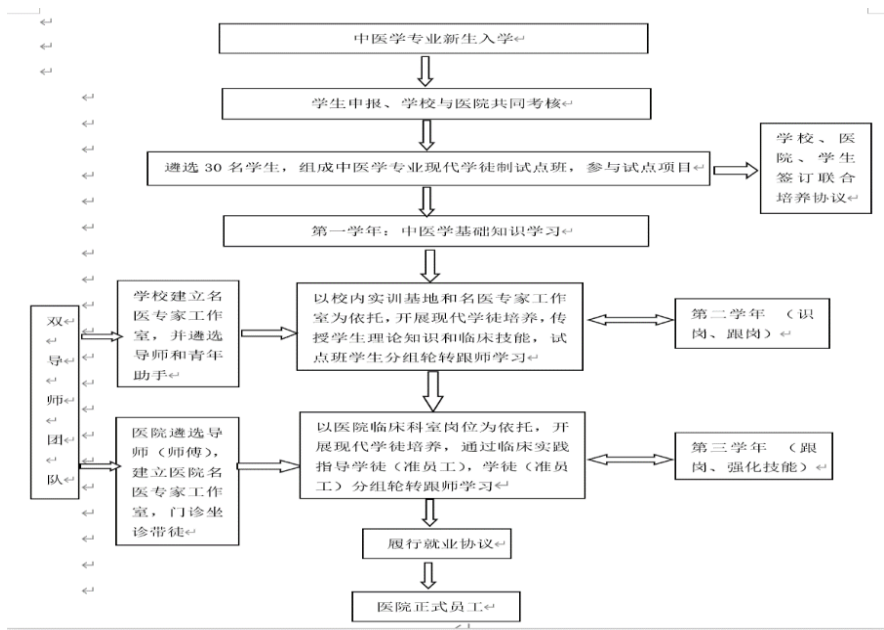 中医学专业新生入学
学生申报、学校与医院共同考核
遴选 30 名学生，组成中医学专业现代学徒制试点班，参与试点项目
学校、医
院、学生
签订联合
培养协议
第一学年：中医学基础知识学习
双
导
师
团
队
学校建立名
医专家工作
室，并遴选
导师和青年
助手
以校内实训基地和名医专家工作
室为依托，开展现代学徒培养，传
授学生理论知识和临床技能，试
点班学生分组轮转跟师学习
第二学年 （识
岗、跟岗）
医院遴选导
师（师傅），
建立医院名
医专家工作
室，门诊坐
诊带徒
以医院临床科室岗位为依托，开
展现代学徒培养，通过临床实践
指导学徒（准员工），学徒（准员
工）分组轮转跟师学习
第三学年 （跟
岗、强化技能）
履行就业协议
医院正式员工